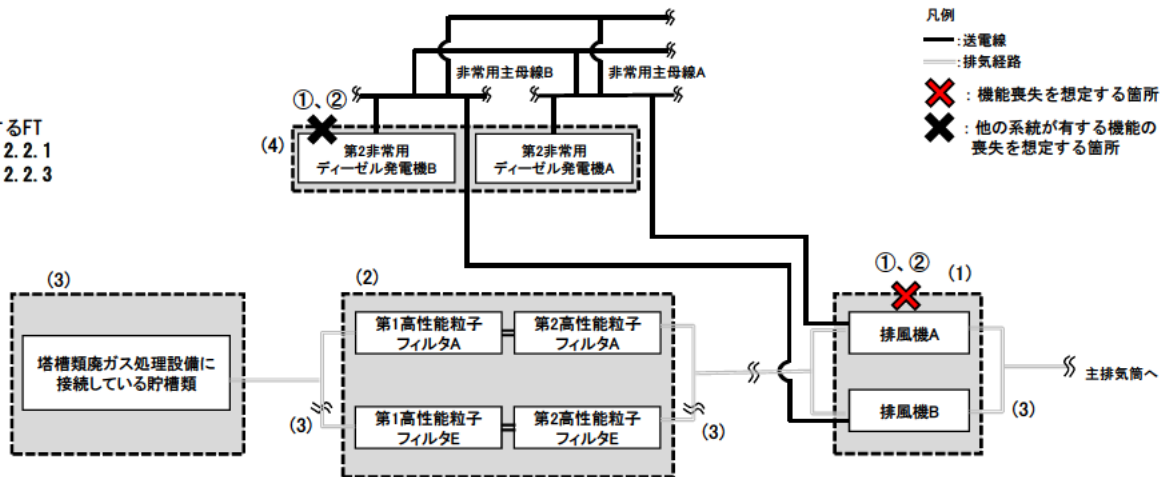 凡例
:送電線
:排気経路
:機能喪失を想定する箇所
:他の系統が有する機能の
喪失を想定する箇所
非常用主母線B
非常用主母線A
①、②
するFT
2.2.1
2.2.3
(4)
第2非常用
ディーゼル発電機B
第2非常用
ディーゼル発電機A
(3)
塔槽類廃ガス処理設備に
接続している貯槽類
(2)
第1高性能粒子
フィルタA
第2高性能粒子
フィルタA
(3)
第1高性能粒子
フィルタE
第2高性能粒子
フィルタE
(3)
①、②
(1)
排風機A
排風機B
(3)
主排気筒へ